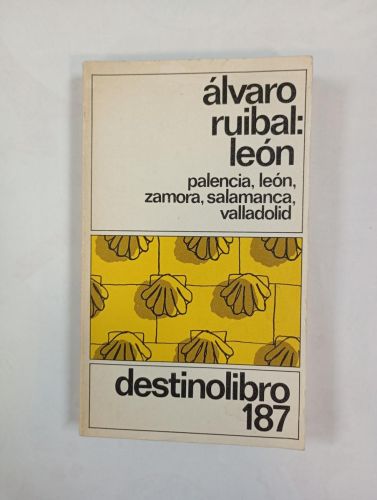 álvaro
ruibal:
león
palencia, león,
zamora, salamanca,
valladolid
destinolibro
187